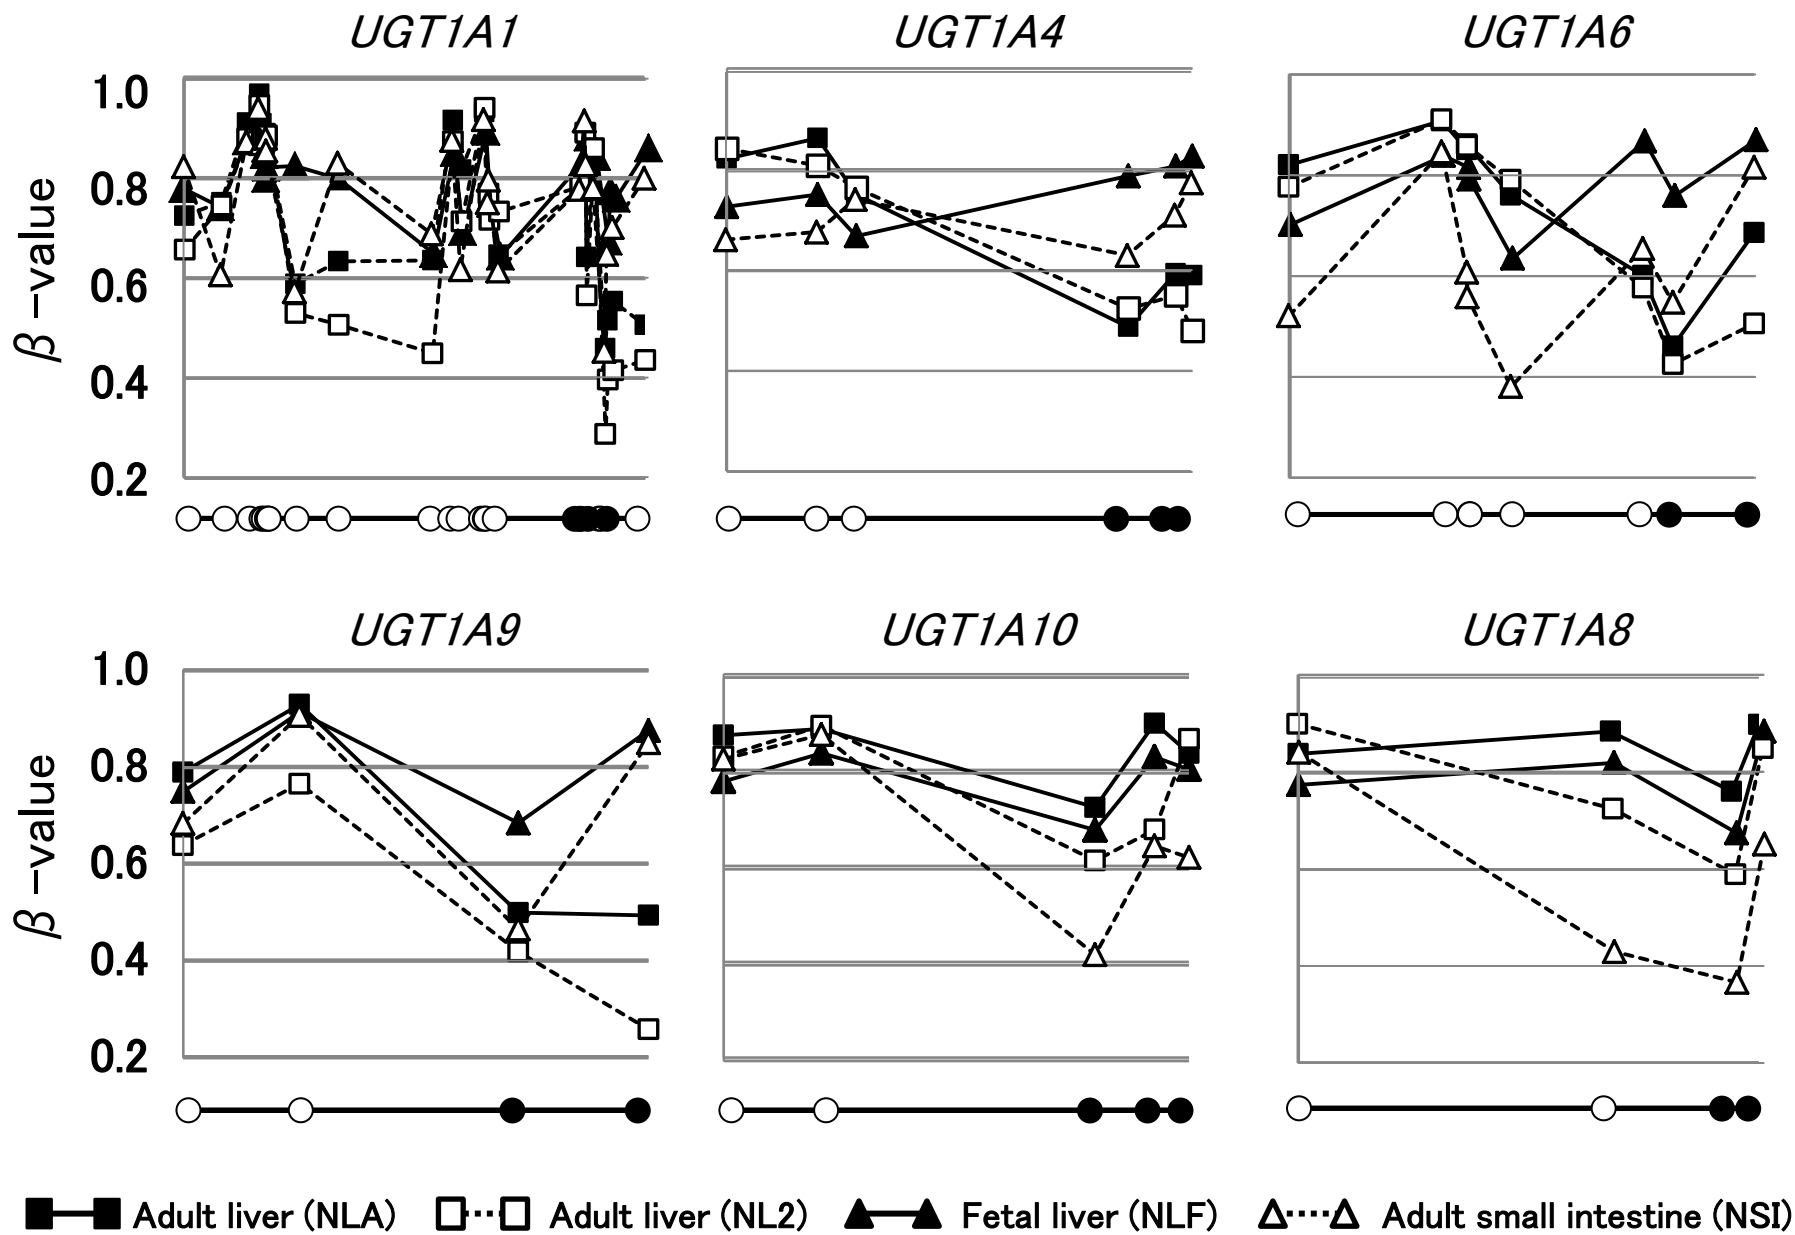 UGT1A1 UGT1A4 UGT1A6
1.0
0.8
0.6
0.4
0.2
β-value
UGT1A9 UGT1A10 UGT1A8
1.0
0.8
0.6
0.4
0.2
β-value
Adult liver (NLA) Adult liver (NL2) Fetal liver (NLF) Adult small intestine (NSI)